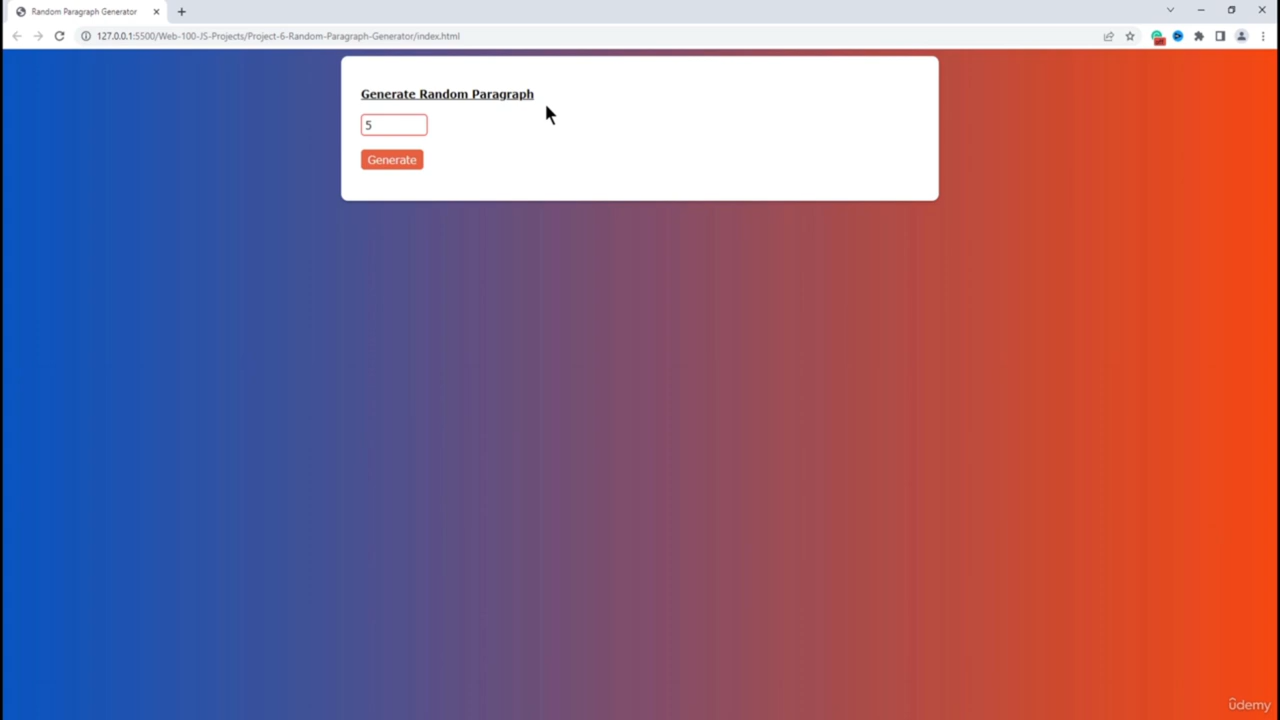 Random Paragraph Generator
127.0.0.1:5500/Web-100-JS-Projects/Project-6-Random-Paragraph-Generator/index.html
Generate Random Paragraph
5
Generate
ûdemy